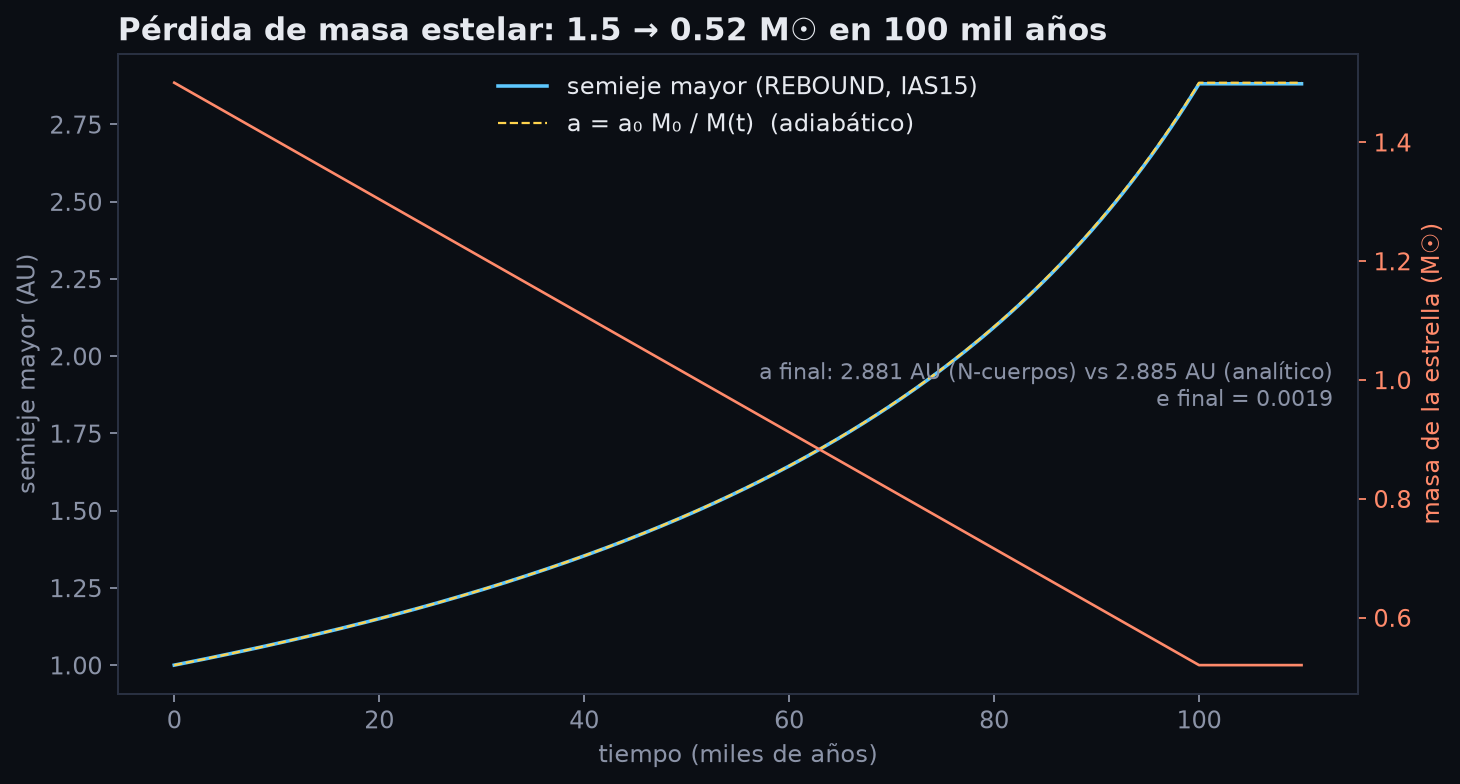 Pérdida de masa estelar: 1.5 → 0.52 M☉ en 100 mil años
semieje mayor (REBOUND, IAS15)
a = a₀ M₀ / M(t)  (adiabático)
2.75
2.50
2.25
2.00
1.75
1.50
1.25
1.00
semieje mayor (AU)
a final: 2.881 AU (N-cuerpos) vs 2.885 AU (analítico)
e final = 0.0019
1.4
1.2
1.0
0.8
0.6
masa de la estrella (M☉)
0
20
40
60
80
100
tiempo (miles de años)